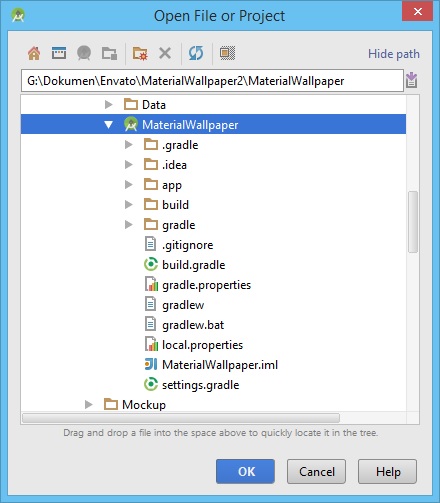 Open File or Project
Hide path
G:\Dokumen\Envato\MaterialWallpaper2\MaterialWallpaper
Data
MaterialWallpaper
.gradle
.idea
app
build
gradle
.gitignore
build.gradle
gradle.properties
gradlew
gradlew.bat
local.properties
MaterialWallpaper.iml
settings.gradle
Mockup
Drag and drop a file into the space above to quickly locate it in the tree.
OK Cancel Help